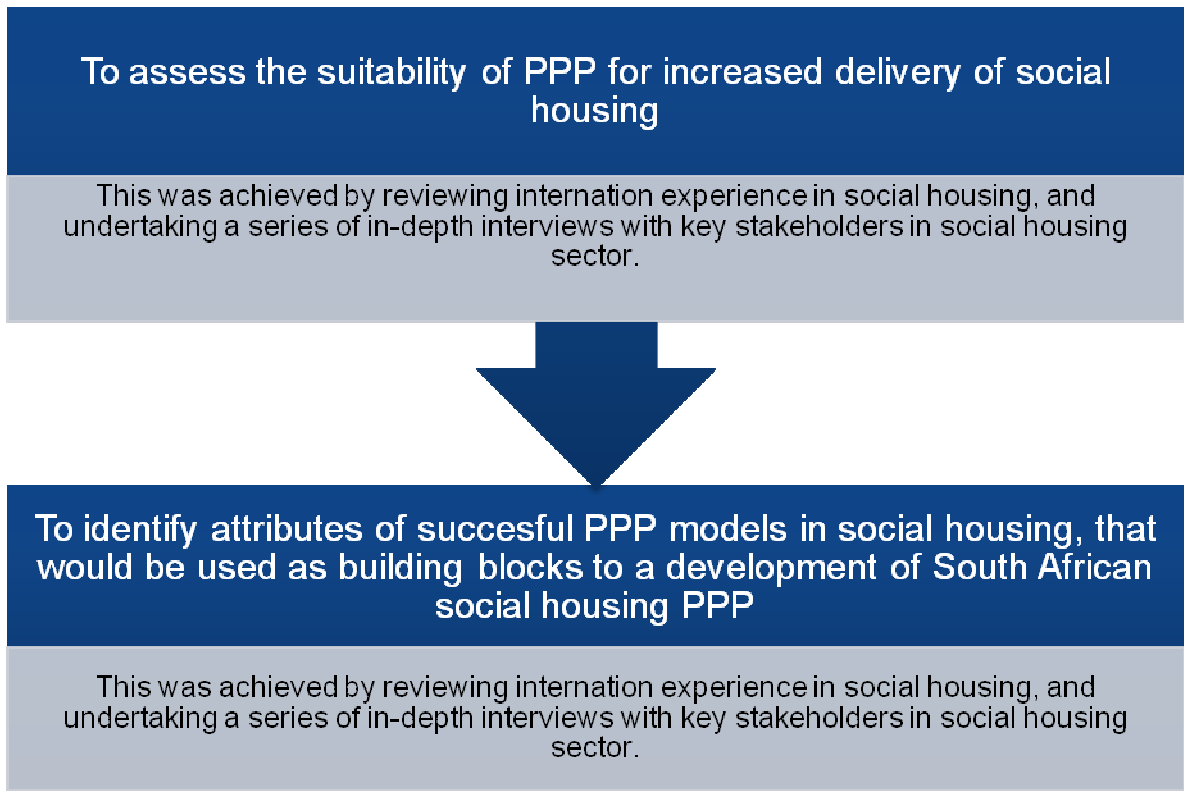 To assess the suitability of PPP for increased delivery of social
housing
This was achieved by reviewing internation experience in social housing, and
undertaking a series of in-depth interviews with key stakeholders in social housing
sector.
To identify attributes of succesful PPP models in social housing, that
would be used as building blocks to a development of South African
social housing PPP
This was achieved by reviewing internation experience in social housing, and
undertaking a series of in-depth interviews with key stakeholders in social housing
sector.